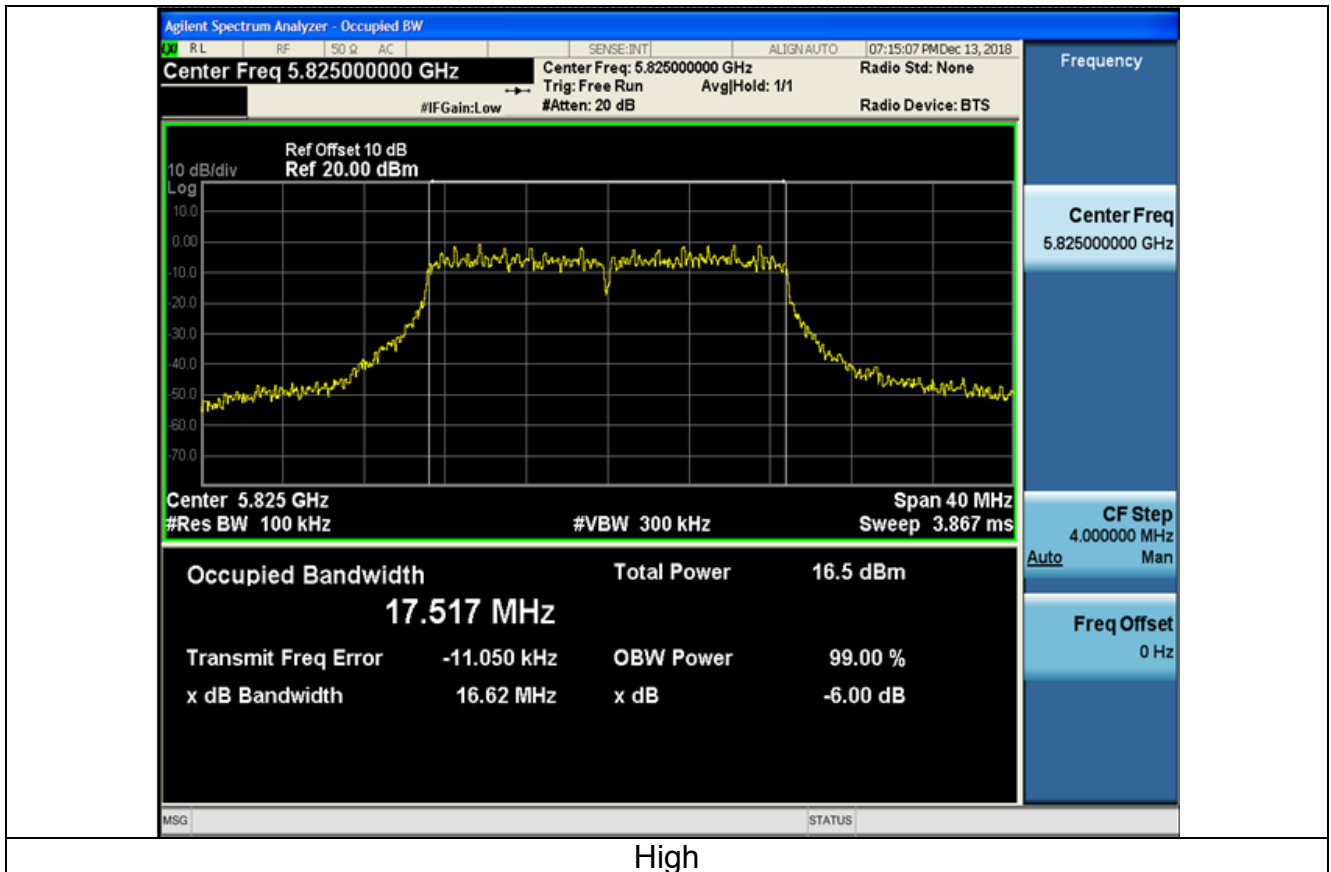 Agilent Spectrum Analyzer - Occupied BW
LXI RL RF 50 Ω AC SENSE:INT ALIGN AUTO 07:15:07 PM Dec 13, 2018
Center Freq 5.825000000 GHz
Center Freq: 5.825000000 GHz
Radio Std: None
Trig: Free Run Avg|Hold: 1/1
#IFGain:Low
#Atten: 20 dB
Radio Device: BTS
Frequency
Ref Offset 10 dB
10 dB/div Ref 20.00 dBm
Log
10.0
0.00
-10.0
-20.0
-30.0
-40.0
-50.0
-60.0
-70.0
Center 5.825 GHz Span 40 MHz
#Res BW 100 kHz #VBW 300 kHz Sweep 3.867 ms
Center Freq
5.825000000 GHz
CF Step
4.000000 MHz
Auto Man
Freq Offset
0 Hz
Occupied Bandwidth Total Power 16.5 dBm
17.517 MHz
Transmit Freq Error -11.050 kHz OBW Power 99.00 %
x dB Bandwidth 16.62 MHz x dB -6.00 dB
MSG STATUS
High